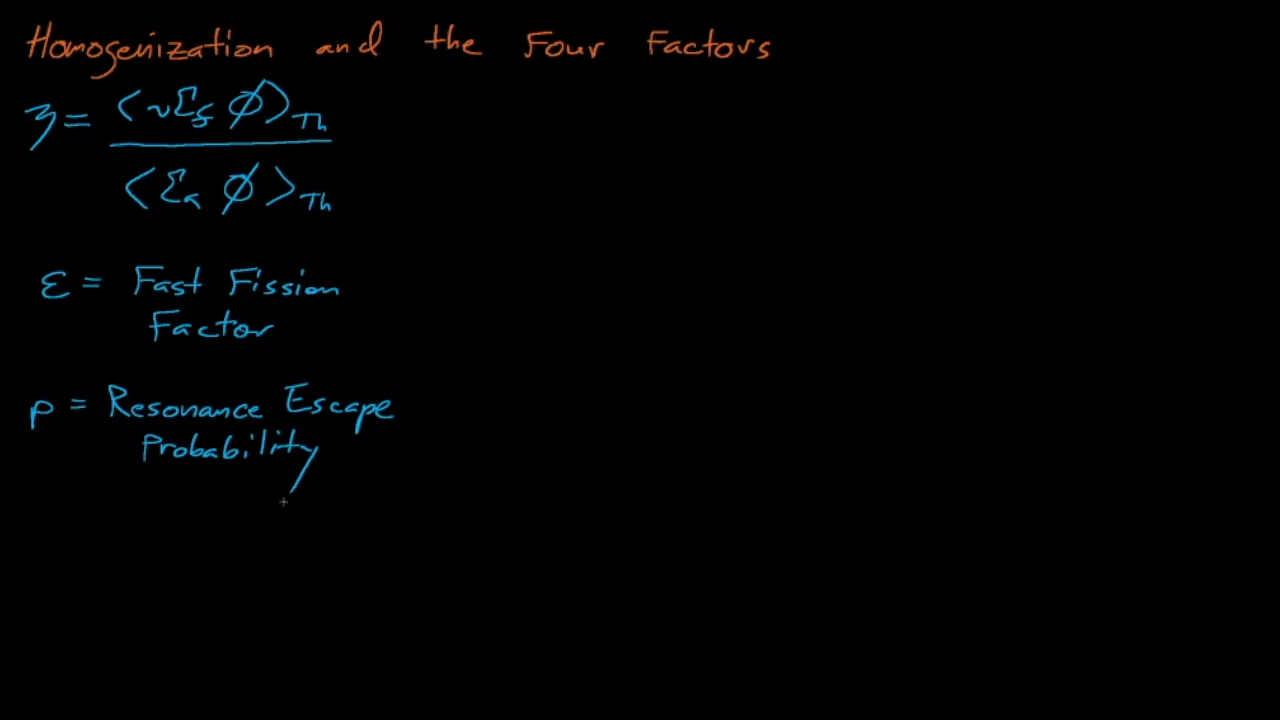 Homogenization and the Four Factors
η = <νΣf φ>Th
<Σa φ>Th
ε = Fast Fission
Factor
p = Resonance Escape
Probability